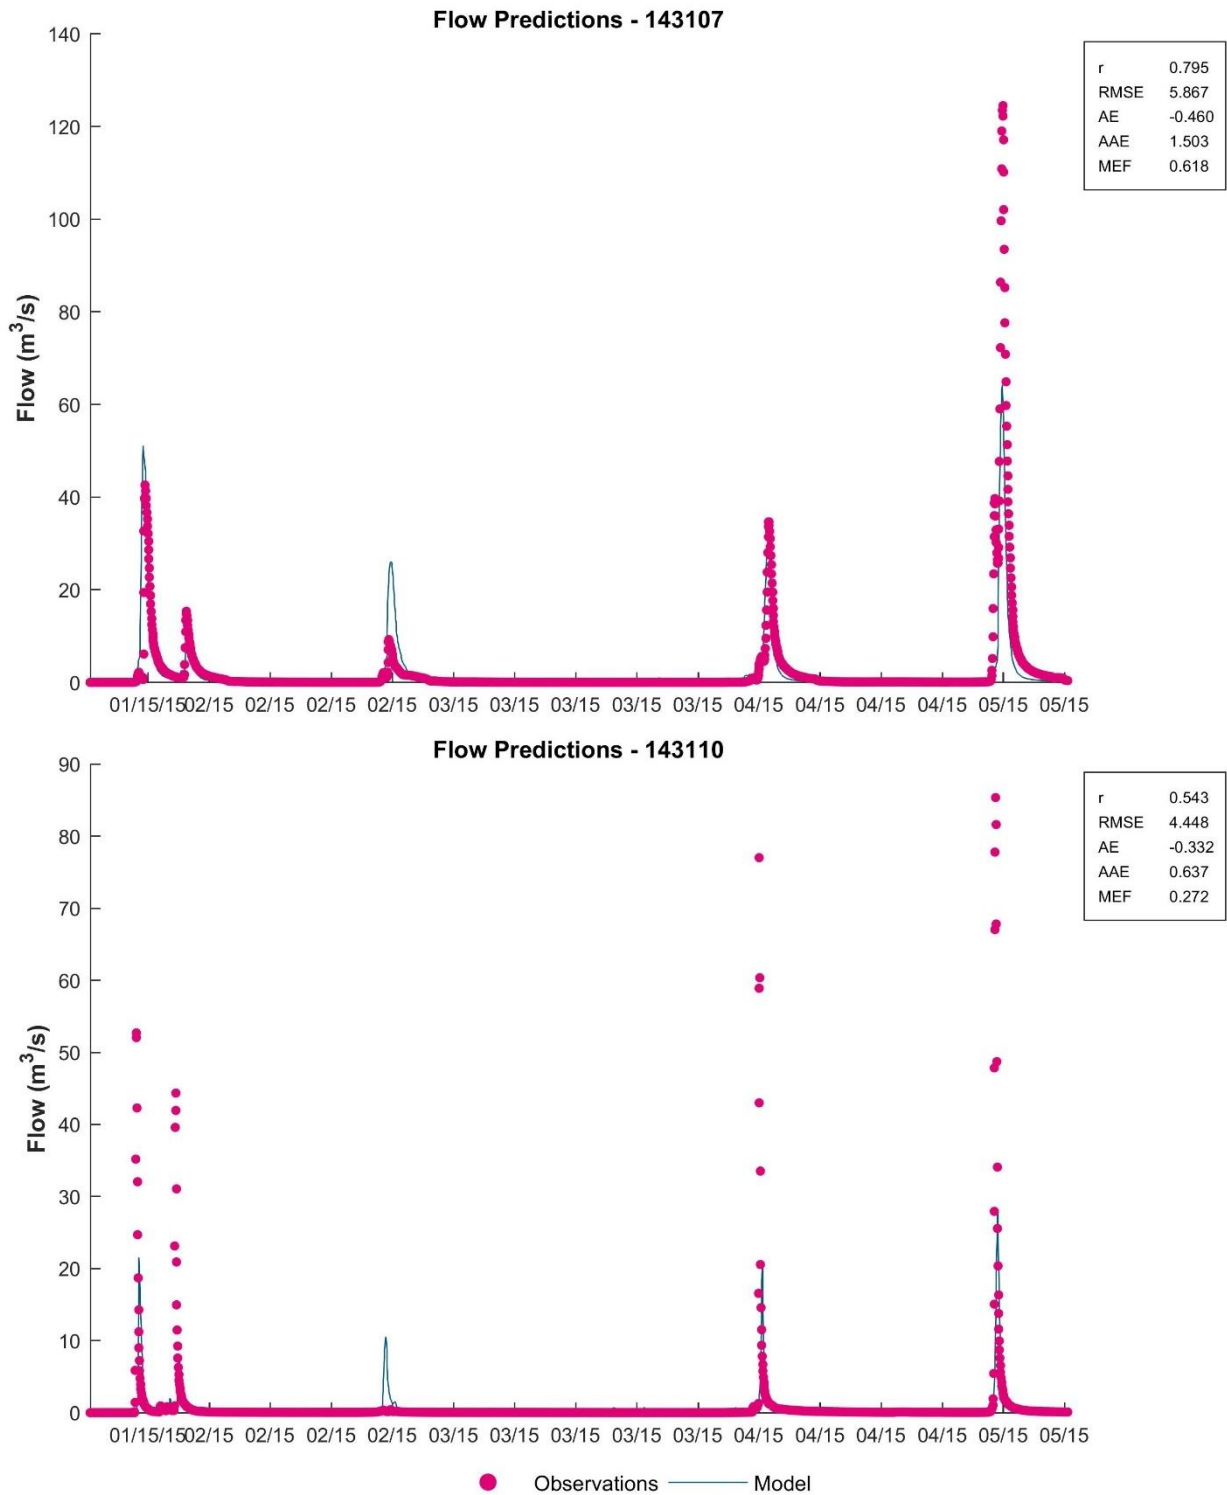 Flow Predictions - 143107
r 0.795
RMSE 5.867
AE -0.460
AAE 1.503
MEF 0.618
Flow (m³/s)
140
120
100
80
60
40
20
0
01/15/15 02/15 02/15 02/15 02/15 03/15 03/15 03/15 03/15 03/15 04/15 04/15 04/15 04/15 05/15 05/15
Flow Predictions - 143110
r 0.543
RMSE 4.448
AE -0.332
AAE 0.637
MEF 0.272
Flow (m³/s)
90
80
70
60
50
40
30
20
10
0
01/15/15 02/15 02/15 02/15 02/15 03/15 03/15 03/15 03/15 03/15 04/15 04/15 04/15 04/15 05/15 05/15
Observations Model